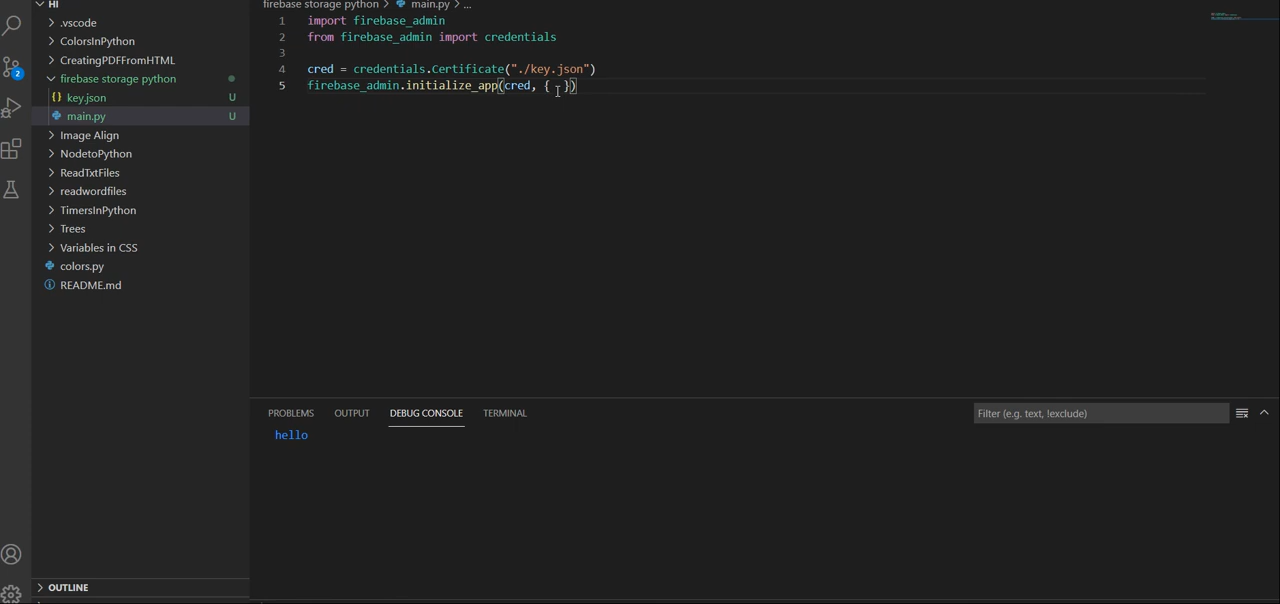 HI
.vscode
ColorsInPython
CreatingPDFFromHTML
firebase storage python
key.json U
main.py U
Image Align
NodetoPython
ReadTxtFiles
readwordfiles
TimersInPython
Trees
Variables in CSS
colors.py
README.md
OUTLINE
2
firebase storage python > main.py > ...
1 import firebase_admin
2 from firebase_admin import credentials
3
4 cred = credentials.Certificate("./key.json")
5 firebase_admin.initialize_app(cred, { })
PROBLEMS OUTPUT DEBUG CONSOLE TERMINAL Filter (e.g. text, !exclude)
hello